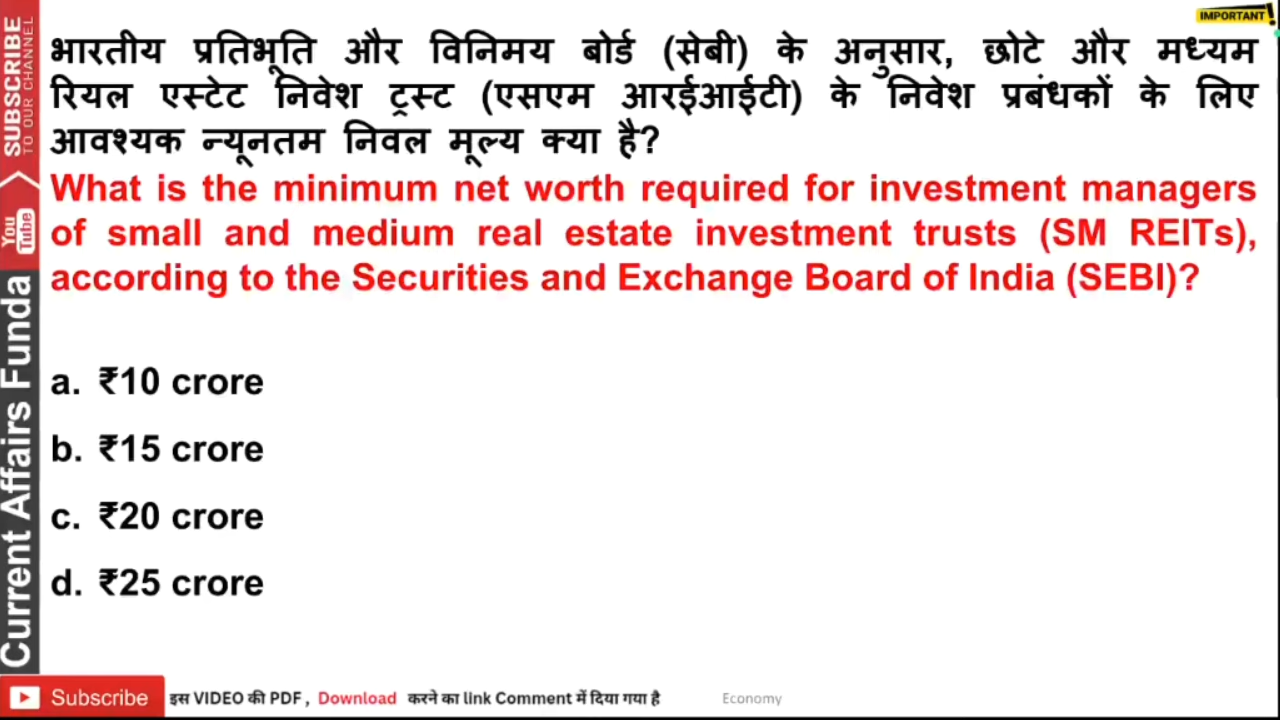 IMPORTANT!
SUBSCRIBE
TO OUR CHANNEL
You
Tube
Current Affairs Funda
भारतीय प्रतिभूति और विनिमय बोर्ड (सेबी) के अनुसार, छोटे और मध्यम
रियल एस्टेट निवेश ट्रस्ट (एसएम आरईआईटी) के निवेश प्रबंधकों के लिए
आवश्यक न्यूनतम निवल मूल्य क्या है?
What is the minimum net worth required for investment managers
of small and medium real estate investment trusts (SM REITs),
according to the Securities and Exchange Board of India (SEBI)?
a. ₹10 crore
b. ₹15 crore
c. ₹20 crore
d. ₹25 crore
Subscribe इस VIDEO की PDF , Download करने का link Comment में दिया गया है Economy